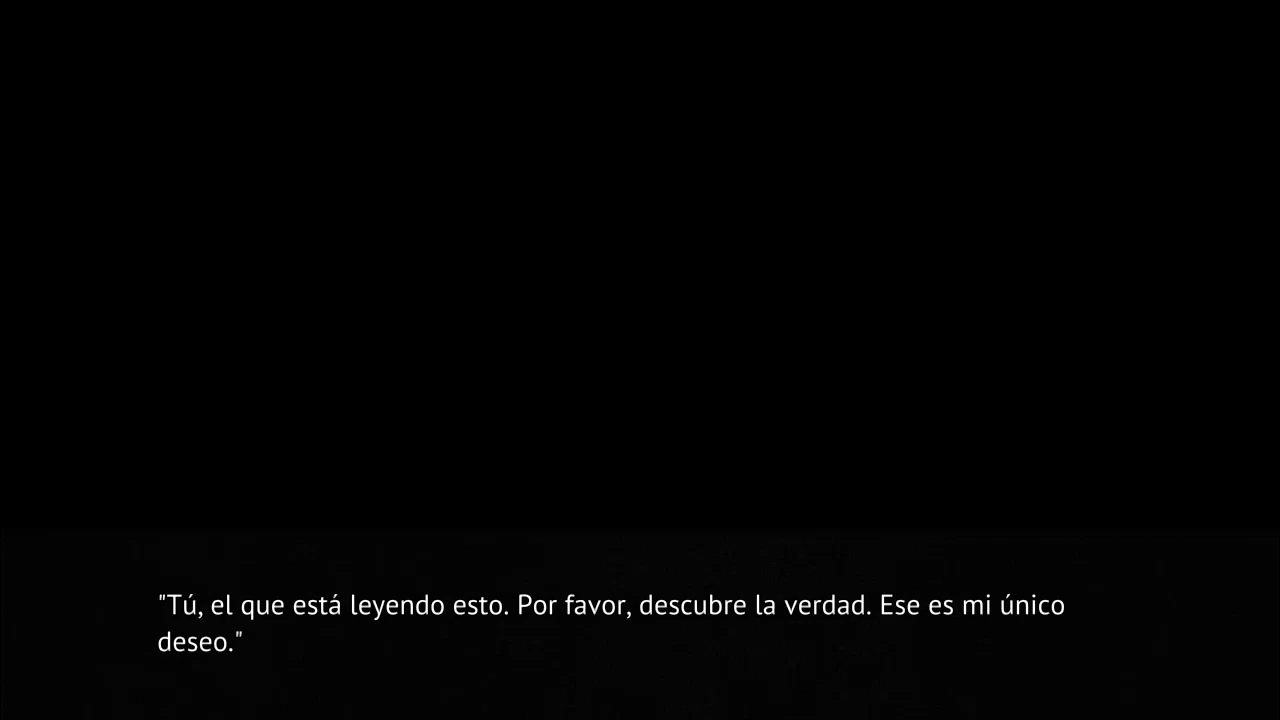 "Tú, el que está leyendo esto. Por favor, descubre la verdad. Ese es mi único
deseo."